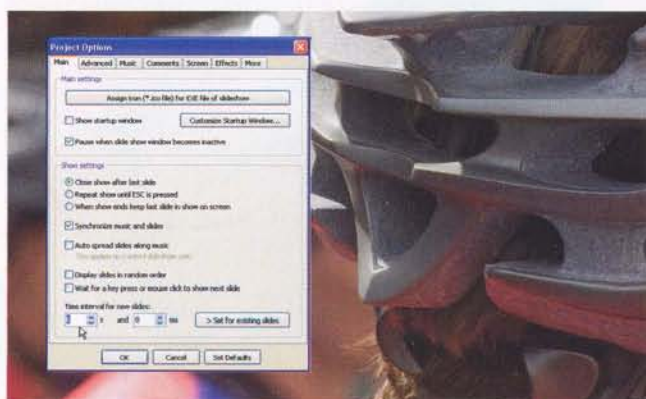 Project Options
Main Advanced Music Comments Screen Effects More
Main settings
Assign Icon (*.ico file) for EXE file of slideshow
Show startup window Customize Startup Window...
Pause when slide show window becomes inactive
Show settings
Close show after last slide
Repeat show until ESC is pressed
When show ends keep last slide in show on screen
Synchronize music and slides
Auto spread slides along music
Display slides in random order
Wait for a key press or mouse click to show next slide
Time interval for new slides:
s and 0 ms > Set for existing slides
OK Cancel Set Defaults